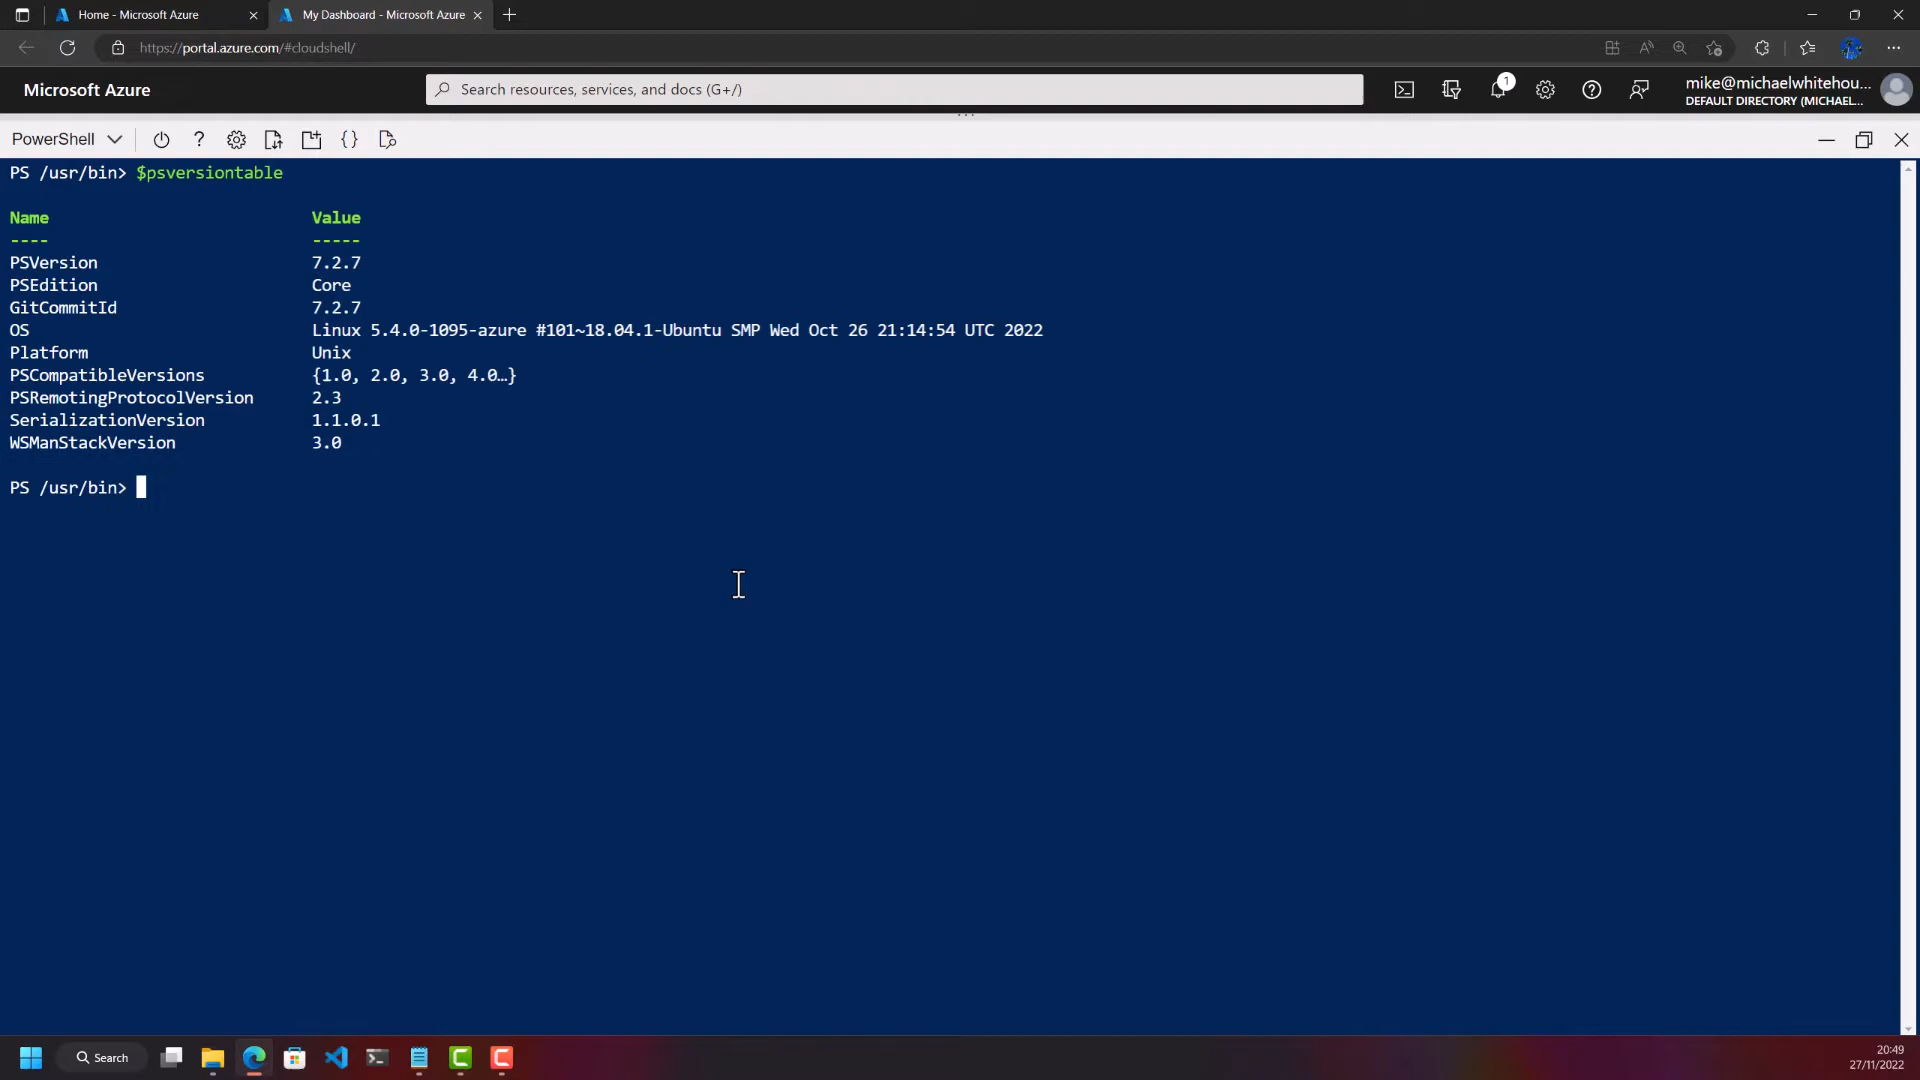 Home - Microsoft Azure
My Dashboard - Microsoft Azure
https://portal.azure.com/#cloudshell/
Microsoft Azure
Search resources, services, and docs (G+/)
1
mike@michaelwhitehou...
DEFAULT DIRECTORY (MICHAEL...
PowerShell
PS /usr/bin> $psversiontable
Name Value
---- -----
PSVersion 7.2.7
PSEdition Core
GitCommitId 7.2.7
OS Linux 5.4.0-1095-azure #101~18.04.1-Ubuntu SMP Wed Oct 26 21:14:54 UTC 2022
Platform Unix
PSCompatibleVersions {1.0, 2.0, 3.0, 4.0…}
PSRemotingProtocolVersion 2.3
SerializationVersion 1.1.0.1
WSManStackVersion 3.0
PS /usr/bin>
Search
20:49
27/11/2022